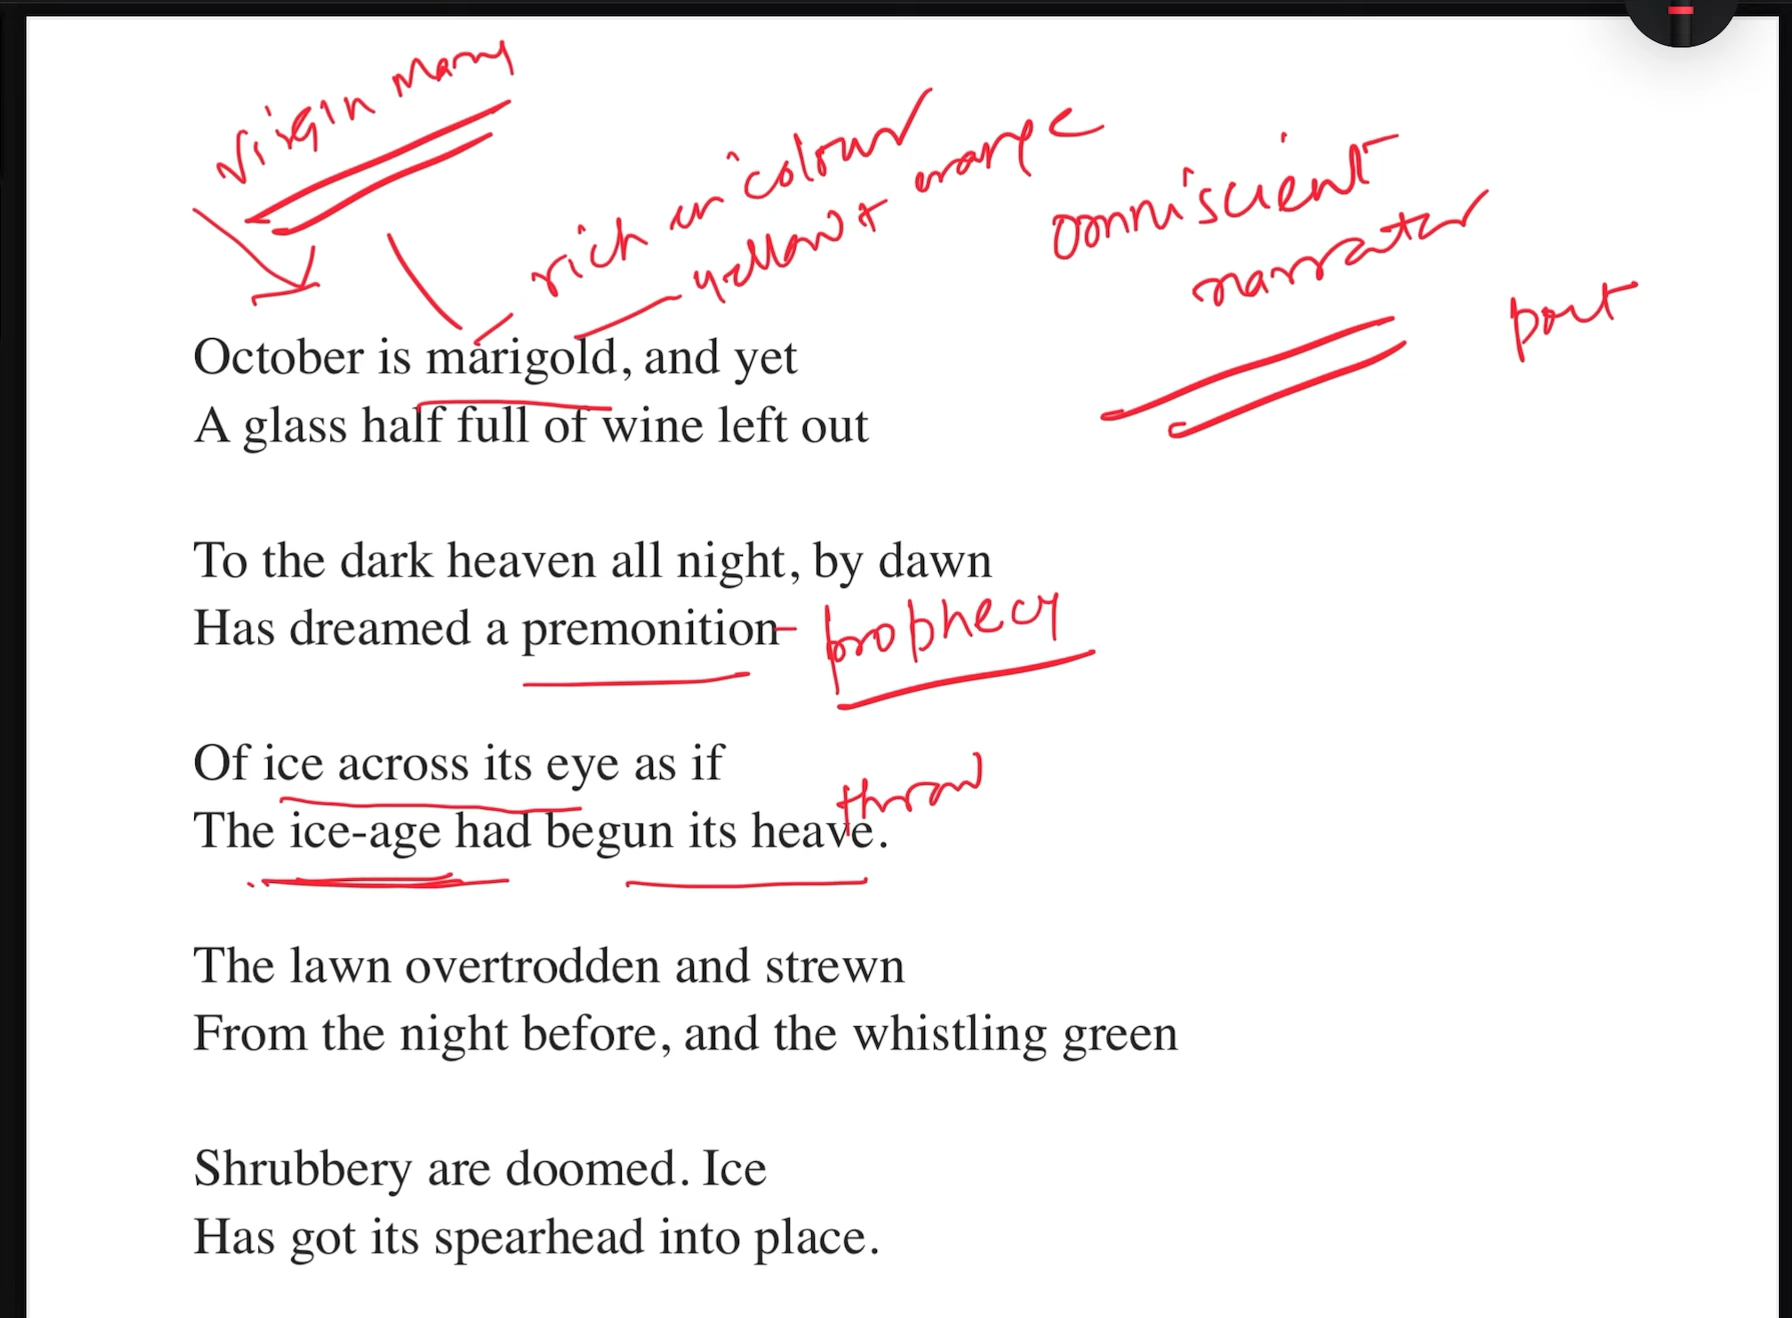 Virgin Mary
rich in colour
yellow + orange
omniscient
narrator
October is marigold, and yet
A glass half full of wine left out
To the dark heaven all night, by dawn
Has dreamed a premonition - prophecy
Of ice across its eye as if
throw
The ice-age had begun its heave.
The lawn overtrodden and strewn
From the night before, and the whistling green
Shrubbery are doomed. Ice
Has got its spearhead into place.